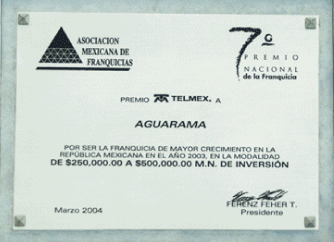 ASOCIACION
MEXICANA DE
FRANQUICIAS
7º
PREMIO
NACIONAL
de la Franquicia
PREMIO TELMEX. A
AGUARAMA
POR SER LA FRANQUICIA DE MAYOR CRECIMIENTO EN LA
REPÚBLICA MEXICANA EN EL AÑO 2003, EN LA MODALIDAD
DE $250,000.00 A $500,000.00 M.N. DE INVERSIÓN
FERENZ FEHER T.
Marzo 2004
Presidente